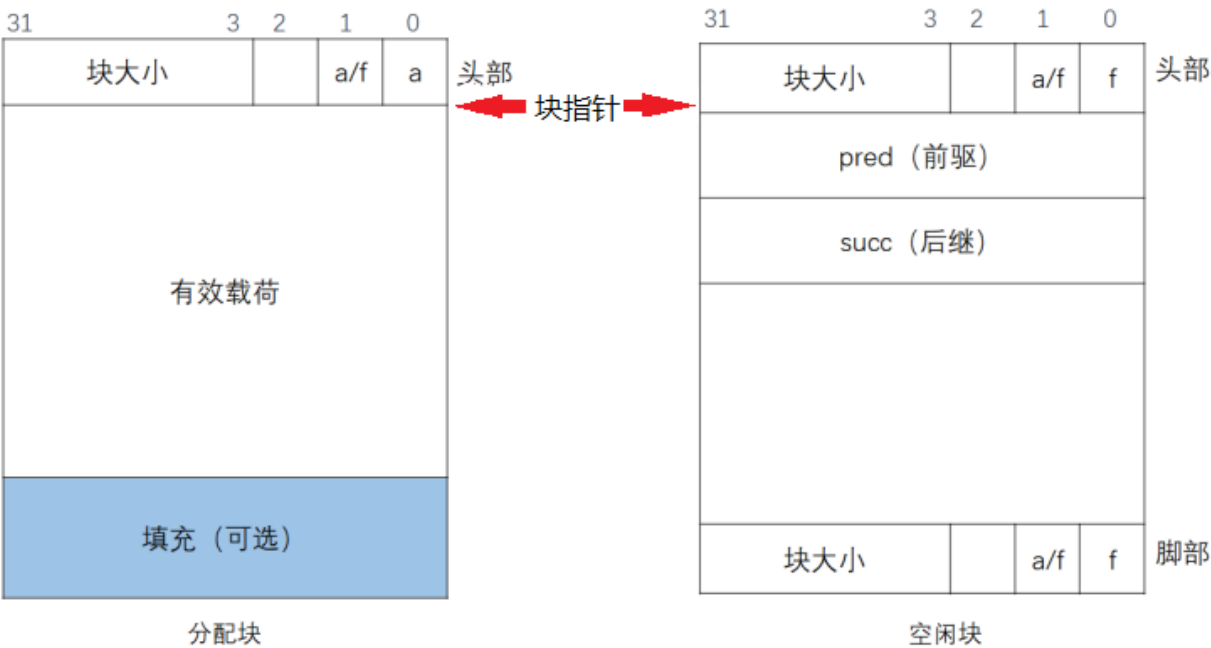 31 3 2 1 0
块大小 a/f a 头部
块指针
有效载荷
填充（可选）
分配块
31 3 2 1 0
块大小 a/f f 头部
pred（前驱）
succ（后继）
块大小 a/f f 脚部
空闲块